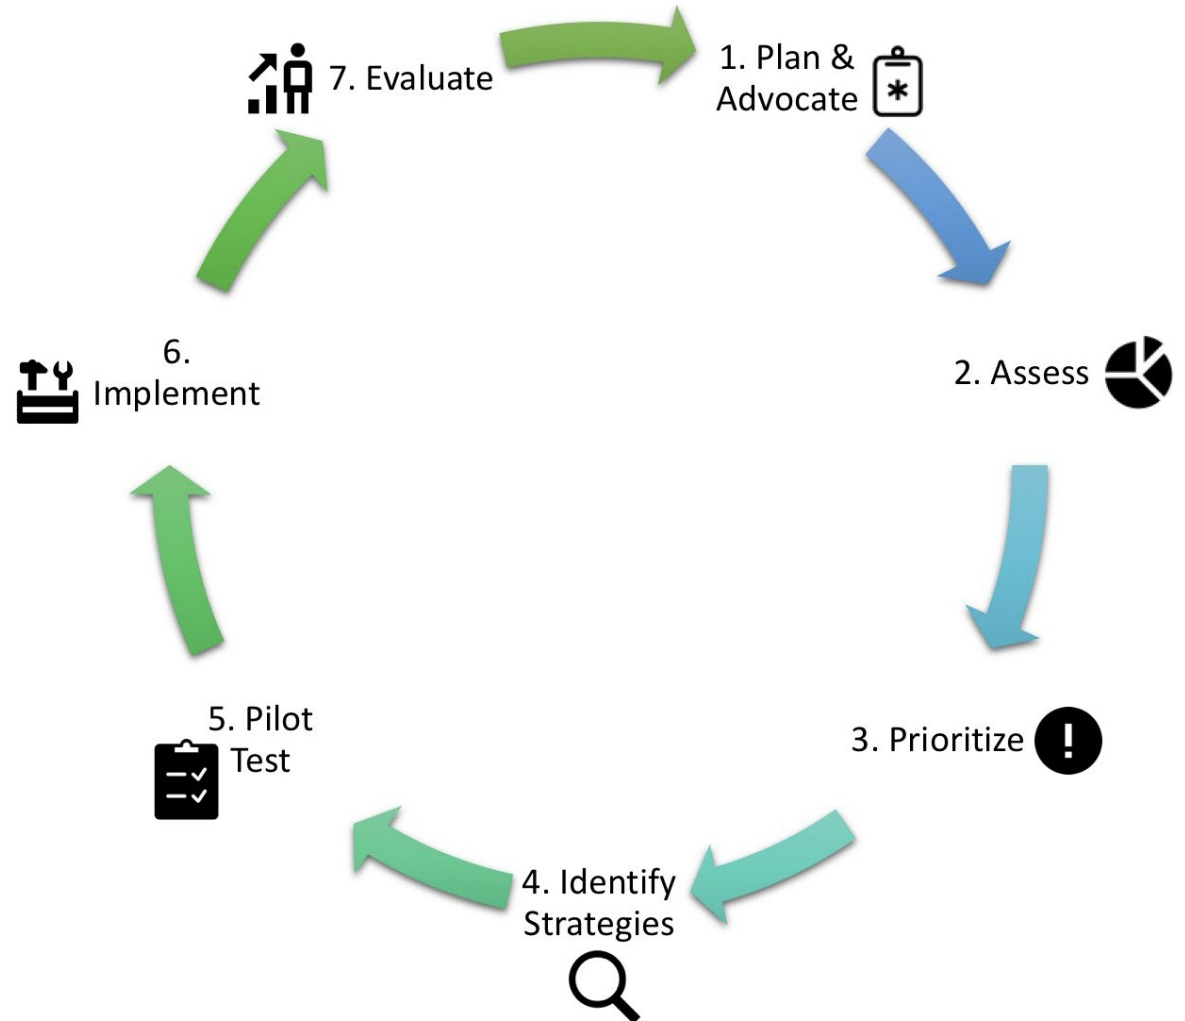 1. Plan &
Advocate
2. Assess
3. Prioritize
4. Identify
Strategies
5. Pilot
Test
6.
Implement
7. Evaluate